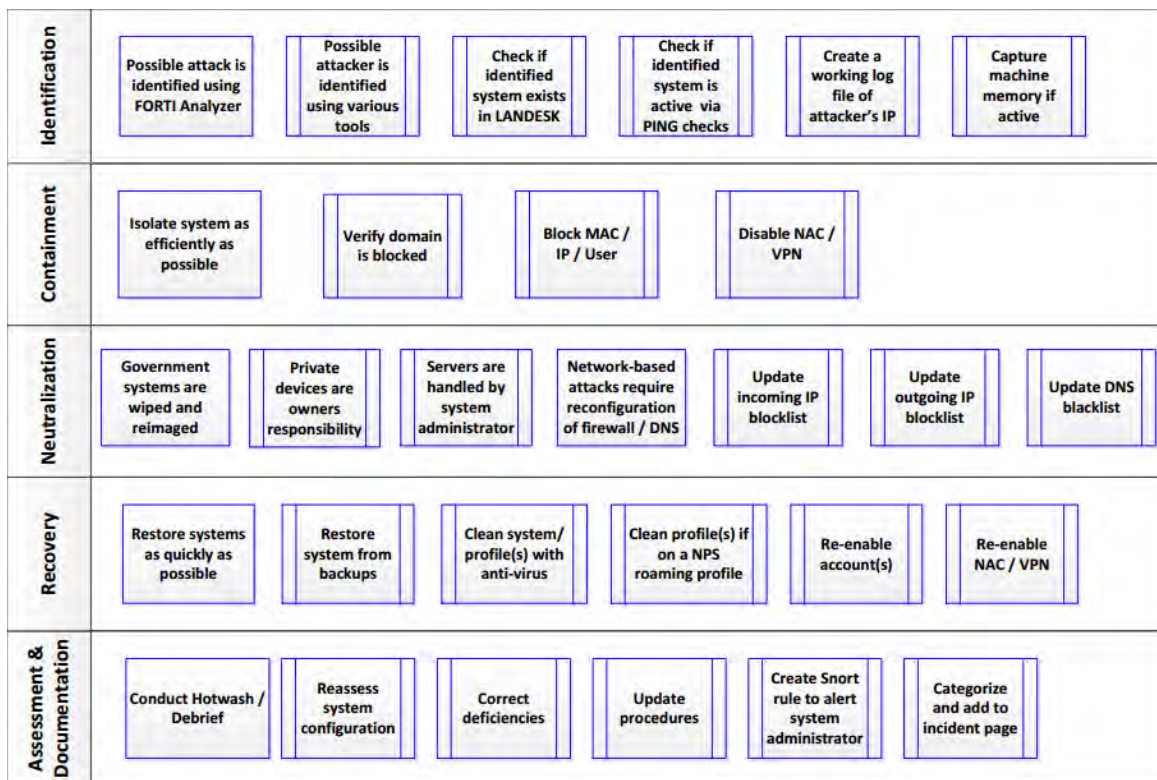 Identification
Possible attack is
identified using
FORTI Analyzer
Possible
attacker is
identified
using various
tools
Check if
identified
system exists
in LANDESK
Check if
identified
system is
active via
PING checks
Create a
working log
file of
attacker's IP
Capture
machine
memory if
active
Containment
Isolate system as
efficiently as
possible
Verify domain
is blocked
Block MAC /
IP / User
Disable NAC /
VPN
Neutralization
Government
systems are
wiped and
reimaged
Private
devices are
owners
responsibility
Servers are
handled by
system
administrator
Network-based
attacks require
reconfiguration
of firewall / DNS
Update
incoming IP
blocklist
Update
outgoing IP
blocklist
Update DNS
blacklist
Recovery
Restore systems
as quickly as
possible
Restore
system from
backups
Clean system/
profile(s) with
anti-virus
Clean profile(s) if
on a NPS
roaming profile
Re-enable
account(s)
Re-enable
NAC / VPN
Assessment &
Documentation
Conduct Hotwash /
Debrief
Reassess
system
configuration
Correct
deficiencies
Update
procedures
Create Snort
rule to alert
system
administrator
Categorize
and add to
incident page